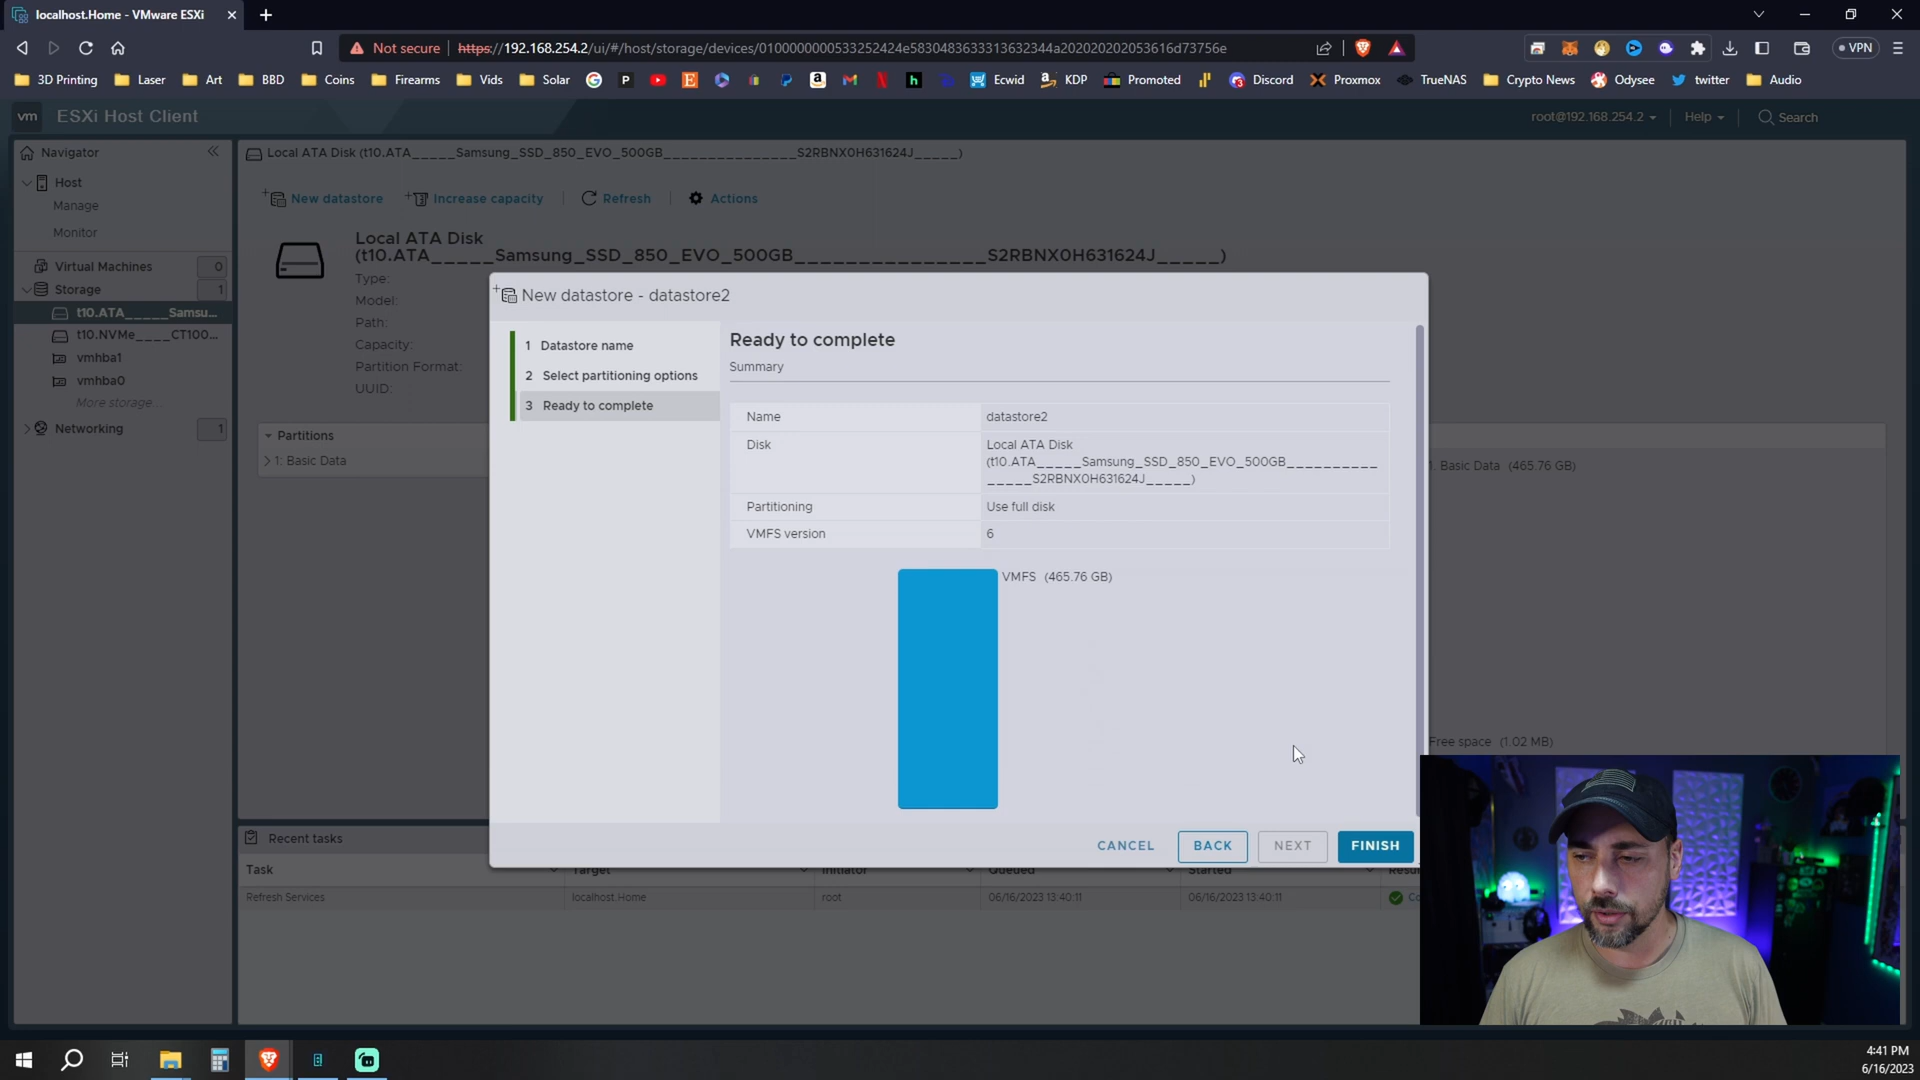 localhost.Home - VMware ESXi
Not secure https://192.168.254.2/ui/#/host/storage/devices/0100000000533252424e5830483633313632344a202020202053616d73756e
VPN
3D Printing Laser Art BBD Coins Firearms Vids Solar Ecwid KDP Promoted Discord Proxmox TrueNAS Crypto News Odysee twitter Audio
vm ESXi Host Client
root@192.168.254.2 Help Search
Navigator
Host
Manage
Monitor
Virtual Machines 0
Storage 1
t10.ATA_____Samsu...
t10.NVMe____CT100...
vmhba1
vmhba0
More storage...
Networking 1
Local ATA Disk (t10.ATA_____Samsung_SSD_850_EVO_500GB_______________S2RBNX0H631624J_____)
New datastore Increase capacity Refresh Actions
Local ATA Disk
(t10.ATA_____Samsung_SSD_850_EVO_500GB_______________S2RBNX0H631624J_____)
Type:
Model:
Path:
Capacity:
Partition Format:
UUID:
Partitions
1: Basic Data
1. Basic Data (465.76 GB)
Free space (1.02 MB)
New datastore - datastore2
1 Datastore name
2 Select partitioning options
3 Ready to complete
Ready to complete
Summary
Name datastore2
Disk Local ATA Disk
(t10.ATA_____Samsung_SSD_850_EVO_500GB__________
_____S2RBNX0H631624J_____)
Partitioning Use full disk
VMFS version 6
VMFS (465.76 GB)
CANCEL BACK NEXT FINISH
Recent tasks
Task Target Initiator Queued Started
Refresh Services localhost.Home root 06/16/2023 13:40:11 06/16/2023 13:40:11
4:41 PM
6/16/2023